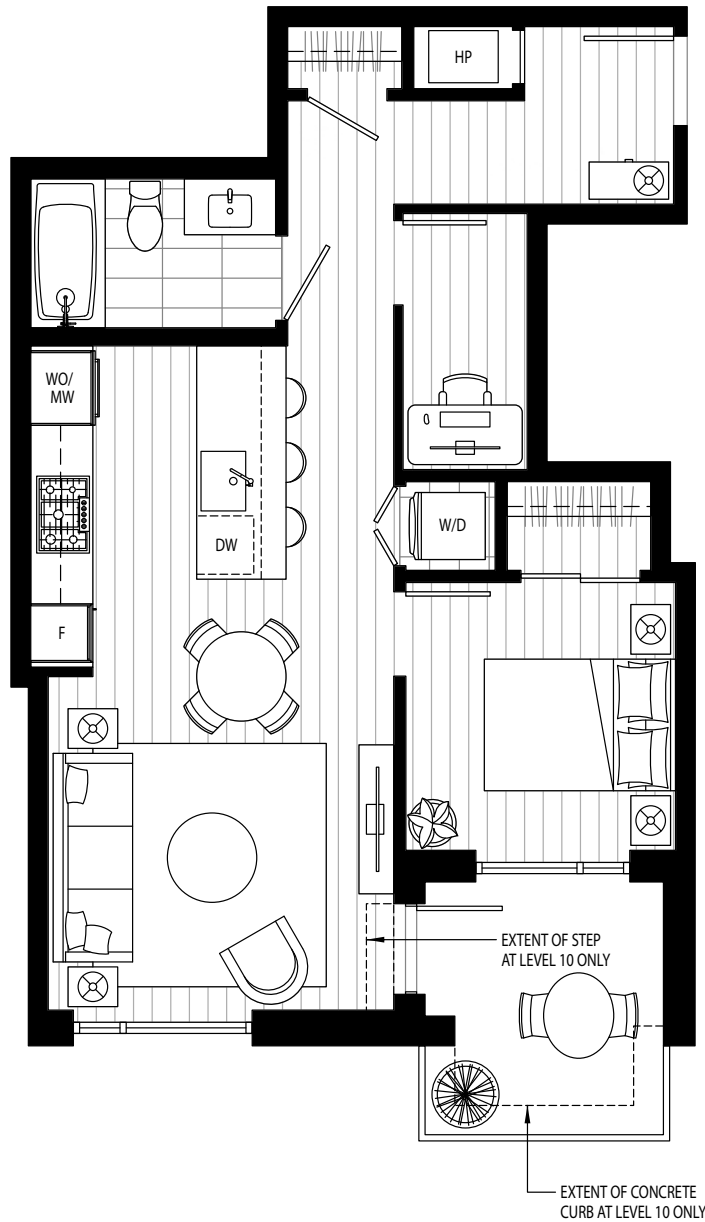 HP
WO/
MW
W/D
DW
F
EXTENT OF STEP
AT LEVEL 10 ONLY
EXTENT OF CONCRETE
CURB AT LEVEL 10 ONLY